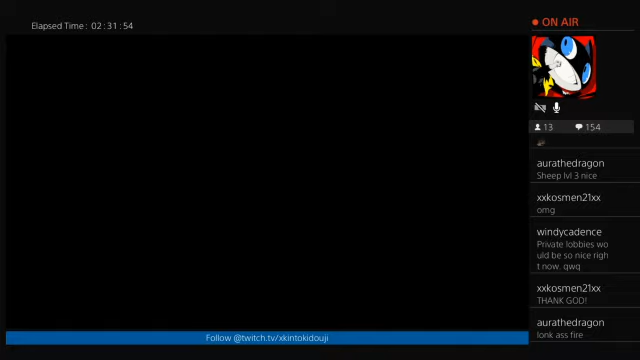 Elapsed Time : 02 : 31 : 54
ON AIR
13
154
aurathedragon
Sheep lvl 3 nice
xxkosmen21xx
omg
windycadence
Private lobbies wo
uld be so nice righ
t now. qwq
xxkosmen21xx
THANK GOD!
aurathedragon
lonk ass fire
Follow @twitch.tv/xkintokidouji